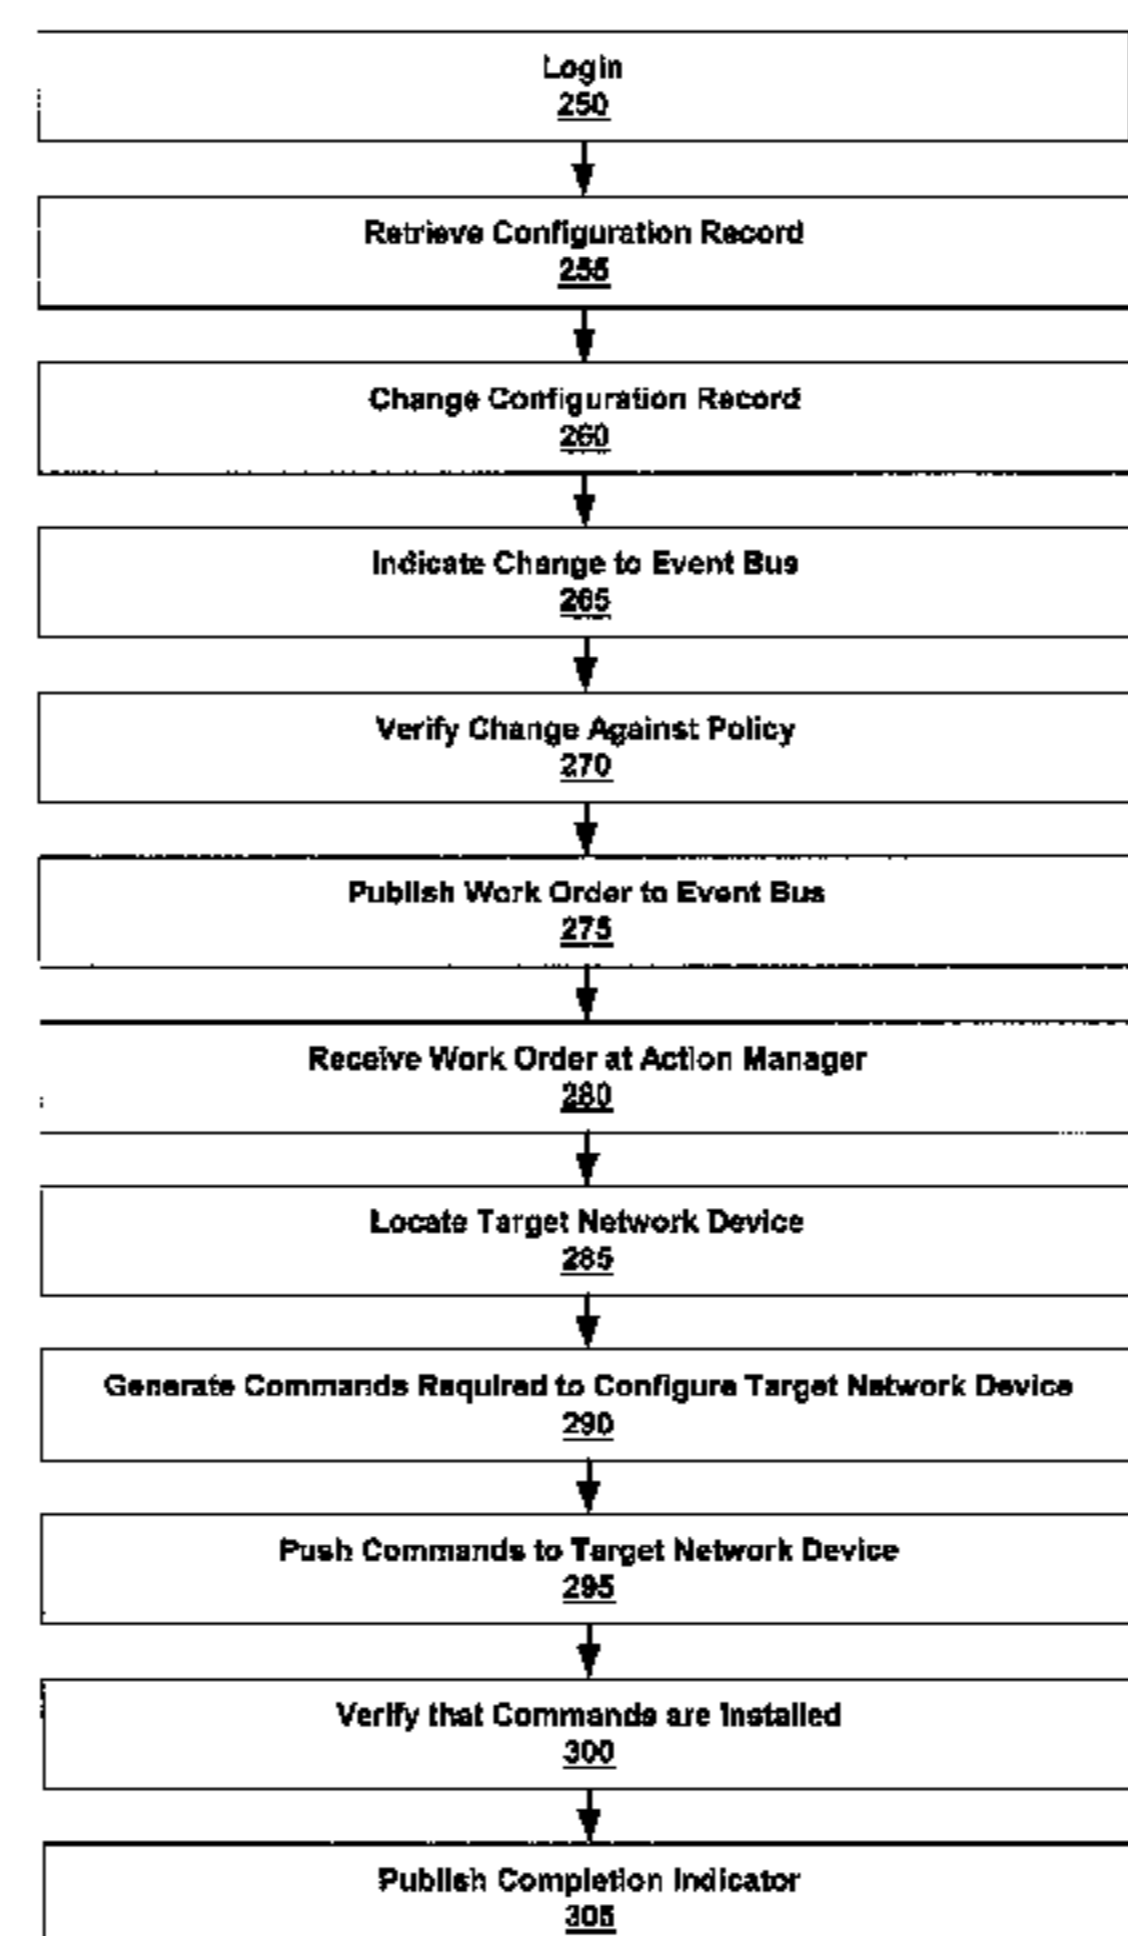 Login
250
Retrieve Configuration Record
255
Change Configuration Record
260
Indicate Change to Event Bus
265
Verify Change Against Policy
270
Publish Work Order to Event Bus
275
Receive Work Order at Action Manager
280
Locate Target Network Device
285
Generate Commands Required to Configure Target Network Device
290
Push Commands to Target Network Device
295
Verify that Commands are Installed
300
Publish Completion Indicator
305